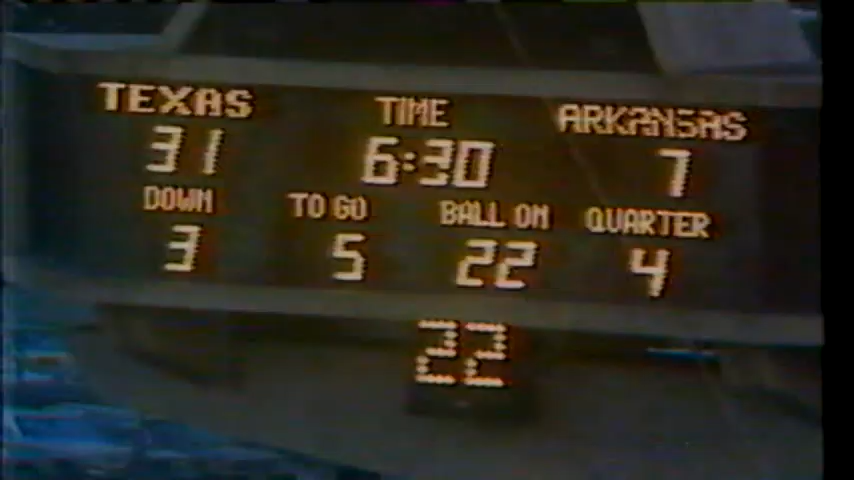 TEXAS TIME ARKANSAS
31 6:30 7
DOWN TO GO BALL ON QUARTER
3 5 22 4
22